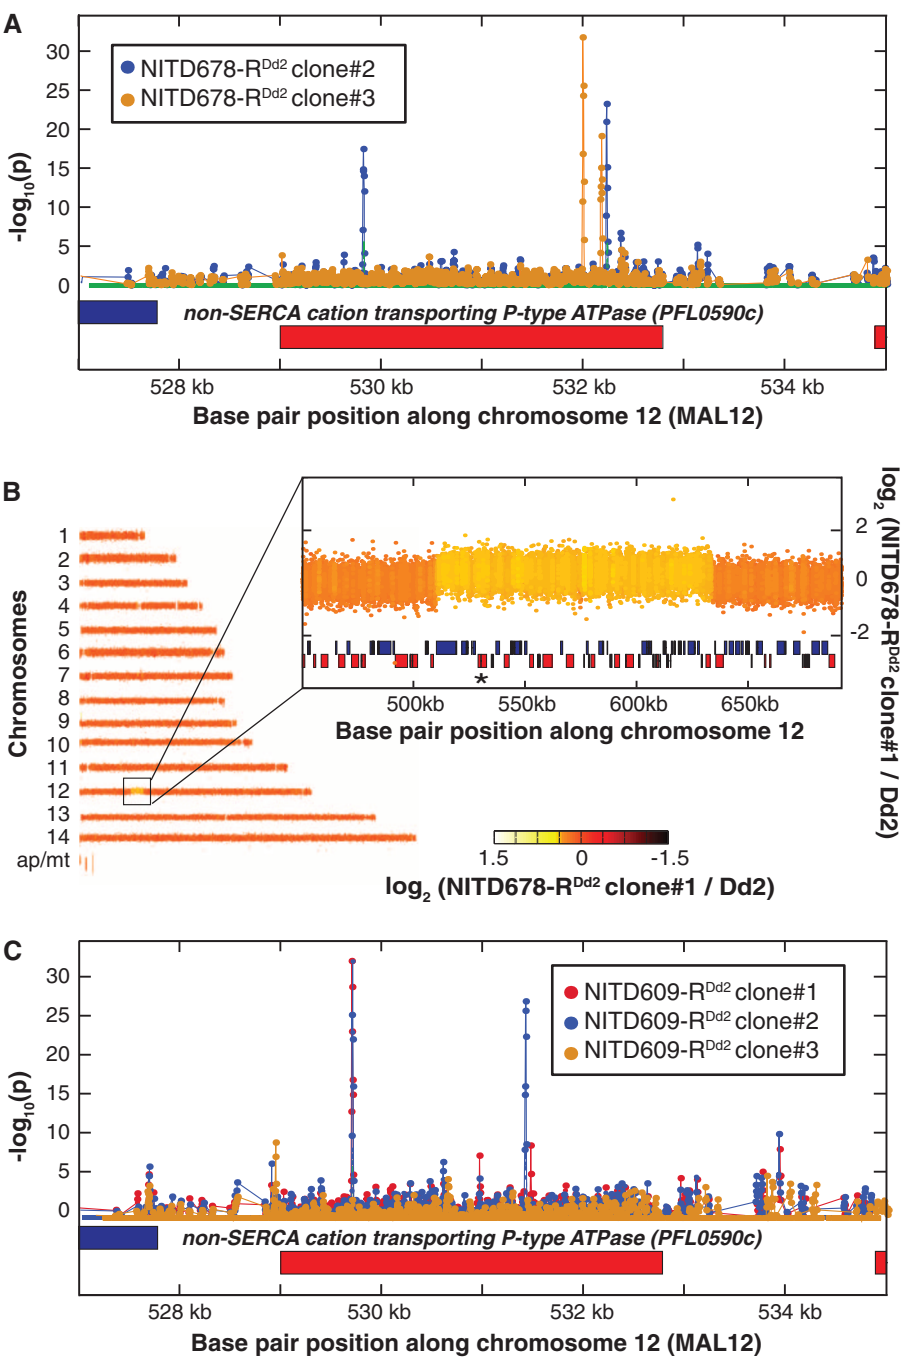 A
30
25
20
15
10
5
0
-log10(p)
NITD678-RDd2 clone#2
NITD678-RDd2 clone#3
non-SERCA cation transporting P-type ATPase (PFL0590c)
528 kb
530 kb
532 kb
534 kb
Base pair position along chromosome 12 (MAL12)
B
Chromosomes
1
2
3
4
5
6
7
8
9
10
11
12
13
14
ap/mt
2
0
-2
log2 (NITD678-RDd2 clone#1 / Dd2)
*
500kb
550kb
600kb
650kb
Base pair position along chromosome 12
1.5
0
-1.5
log2 (NITD678-RDd2 clone#1 / Dd2)
C
30
25
20
15
10
5
0
-log10(p)
NITD609-RDd2 clone#1
NITD609-RDd2 clone#2
NITD609-RDd2 clone#3
non-SERCA cation transporting P-type ATPase (PFL0590c)
528 kb
530 kb
532 kb
534 kb
Base pair position along chromosome 12 (MAL12)